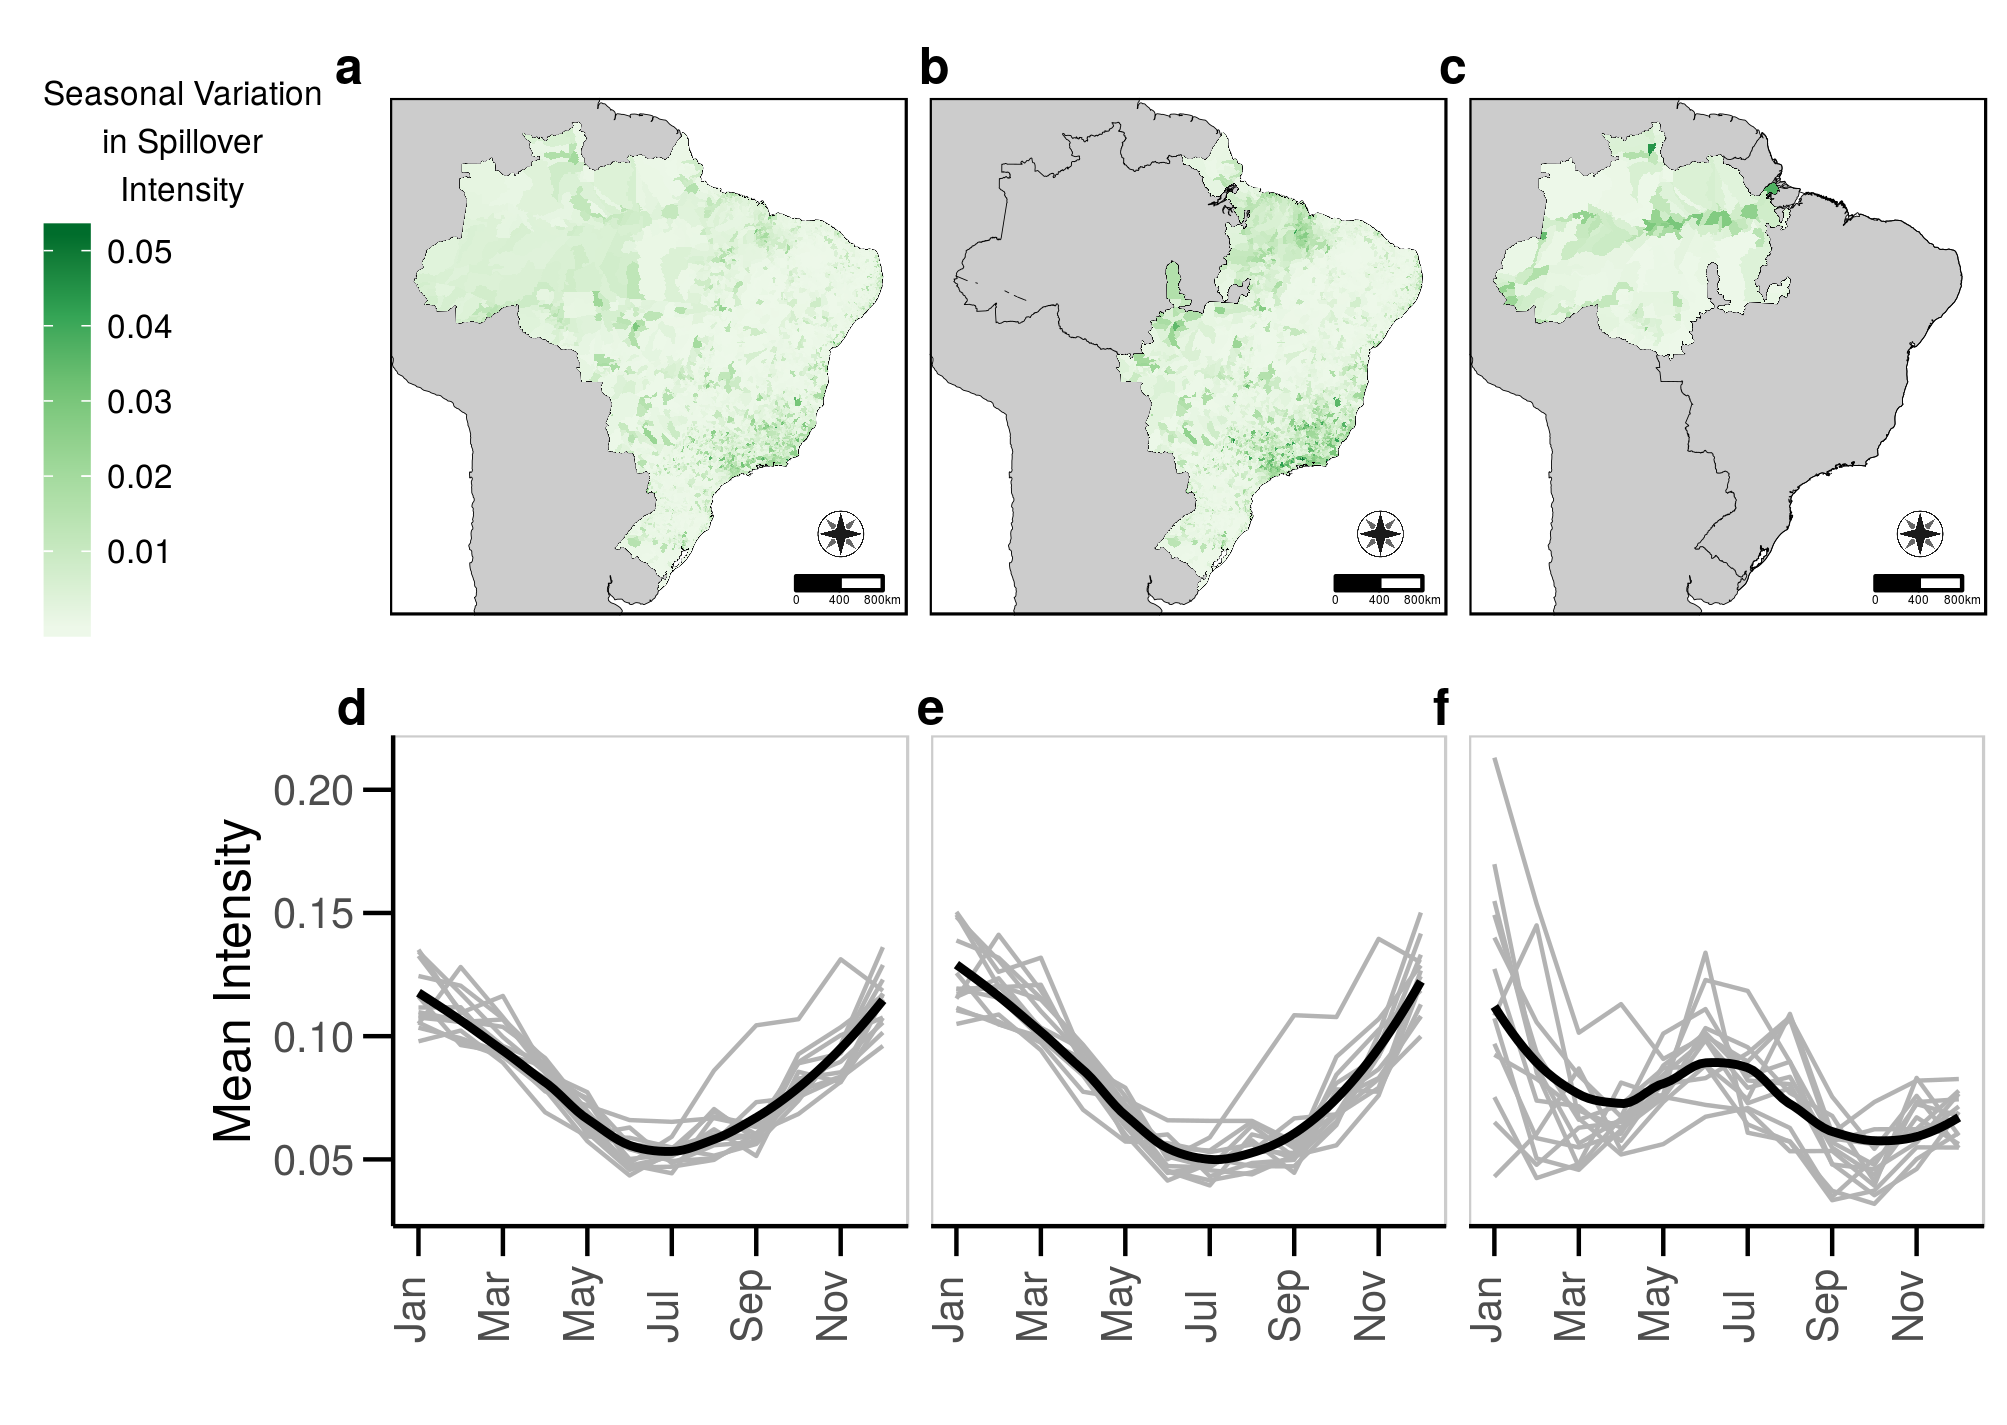 a
b
c
Seasonal Variation
in Spillover
Intensity
0.05
0.04
0.03
0.02
0.01
0 400 800km
0 400 800km
0 400 800km
d
e
f
Mean Intensity
0.20
0.15
0.10
0.05
Jan Mar May Jul Sep Nov
Jan Mar May Jul Sep Nov
Jan Mar May Jul Sep Nov